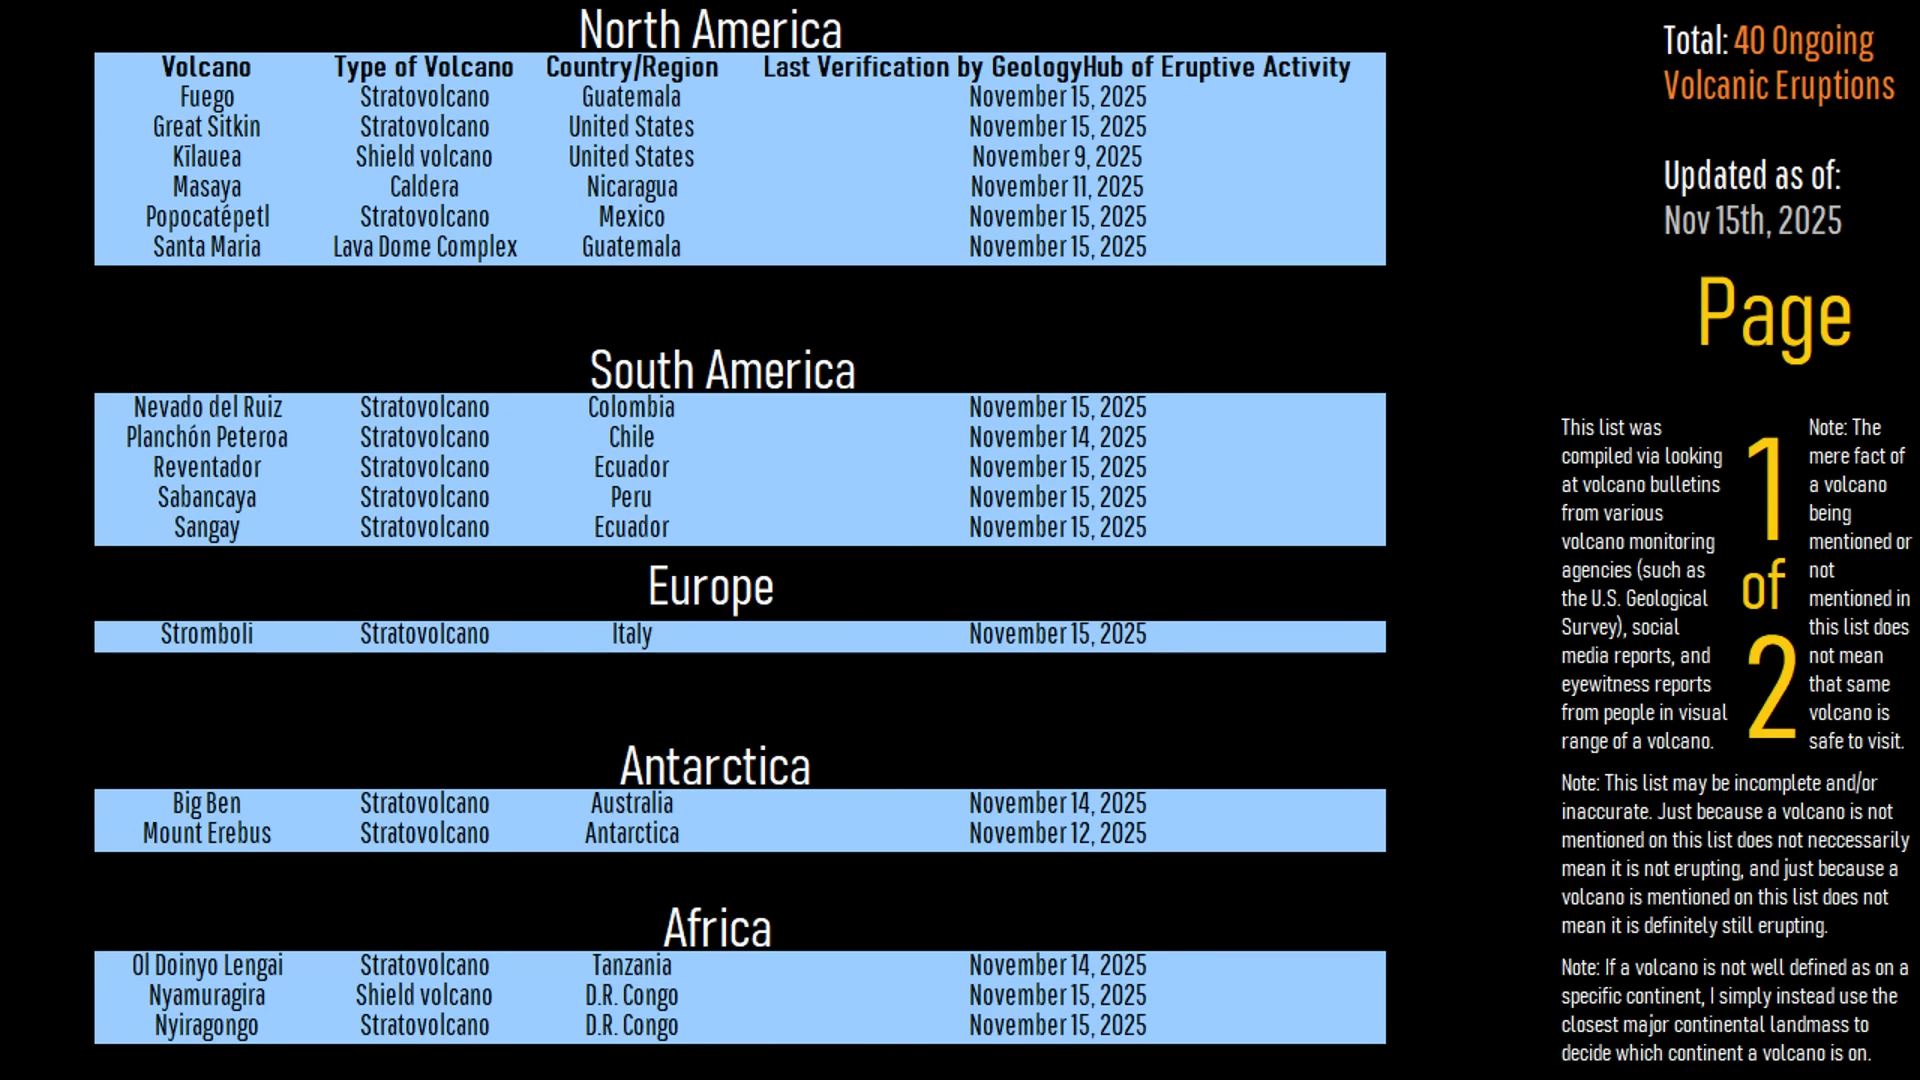 North America
Volcano Type of Volcano Country/Region Last Verification by GeologyHub of Eruptive Activity
Fuego Stratovolcano Guatemala November 15, 2025
Great Sitkin Stratovolcano United States November 15, 2025
Kīlauea Shield volcano United States November 9, 2025
Masaya Caldera Nicaragua November 11, 2025
Popocatépetl Stratovolcano Mexico November 15, 2025
Santa Maria Lava Dome Complex Guatemala November 15, 2025
South America
Nevado del Ruiz Stratovolcano Colombia November 15, 2025
Planchón Peteroa Stratovolcano Chile November 14, 2025
Reventador Stratovolcano Ecuador November 15, 2025
Sabancaya Stratovolcano Peru November 15, 2025
Sangay Stratovolcano Ecuador November 15, 2025
Europe
Stromboli Stratovolcano Italy November 15, 2025
Antarctica
Big Ben Stratovolcano Australia November 14, 2025
Mount Erebus Stratovolcano Antarctica November 12, 2025
Africa
Ol Doinyo Lengai Stratovolcano Tanzania November 14, 2025
Nyamuragira Shield volcano D.R. Congo November 15, 2025
Nyiragongo Stratovolcano D.R. Congo November 15, 2025
Total: 40 Ongoing
Volcanic Eruptions
Updated as of:
Nov 15th, 2025
Page
1
of
2
This list was
compiled via looking
at volcano bulletins
from various
volcano monitoring
agencies (such as
the U.S. Geological
Survey), social
media reports, and
eyewitness reports
from people in visual
range of a volcano.
Note: The
mere fact of
a volcano
being
mentioned or
not
mentioned in
this list does
not mean
that same
volcano is
safe to visit.
Note: This list may be incomplete and/or
inaccurate. Just because a volcano is not
mentioned on this list does not neccessarily
mean it is not erupting, and just because a
volcano is mentioned on this list does not
mean it is definitely still erupting.
Note: If a volcano is not well defined as on a
specific continent, I simply instead use the
closest major continental landmass to
decide which continent a volcano is on.